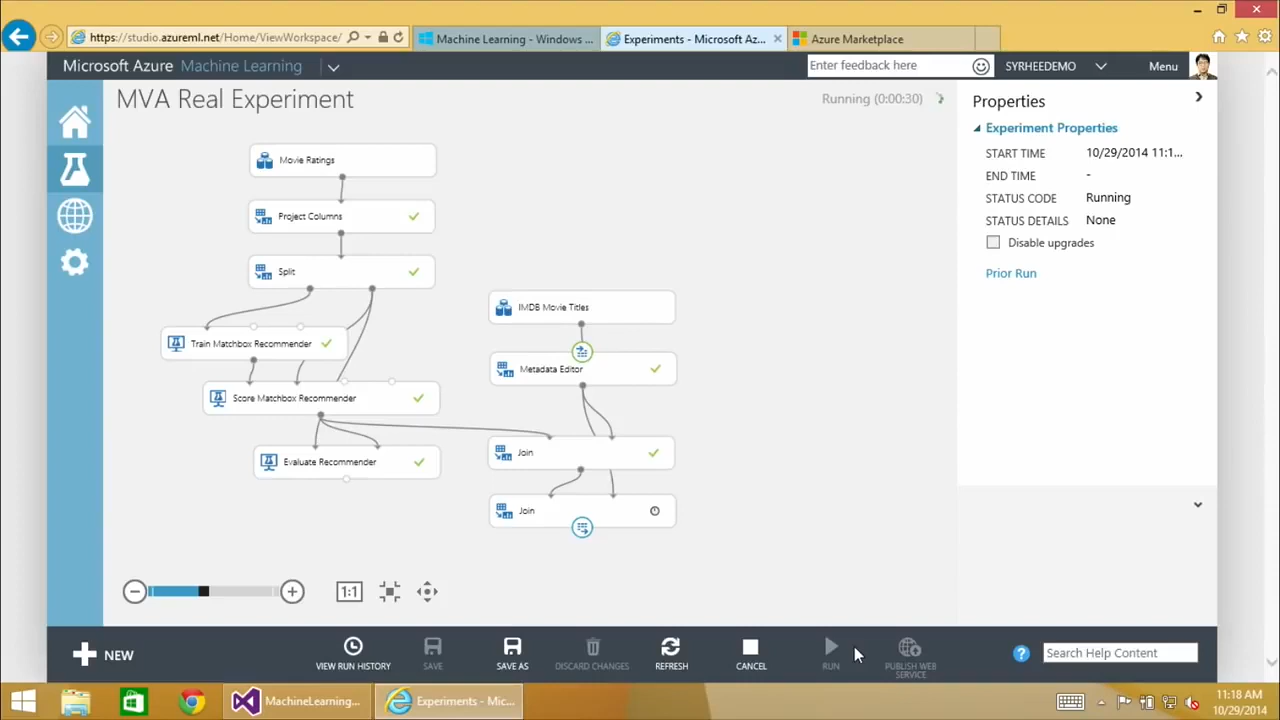 https://studio.azureml.net/Home/ViewWorkspace/
Machine Learning - Windows ...
Experiments - Microsoft Az...
Azure Marketplace
Microsoft Azure Machine Learning
Enter feedback here
SYRHEEDEMO
Menu
MVA Real Experiment
Running (0:00:30)
Movie Ratings
Project Columns
Split
Train Matchbox Recommender
Score Matchbox Recommender
Evaluate Recommender
IMDB Movie Titles
Metadata Editor
Join
Join
1:1
Properties
Experiment Properties
START TIME 10/29/2014 11:1...
END TIME -
STATUS CODE Running
STATUS DETAILS None
Disable upgrades
Prior Run
NEW
VIEW RUN HISTORY
SAVE
SAVE AS
DISCARD CHANGES
REFRESH
CANCEL
RUN
PUBLISH WEB
SERVICE
?
Search Help Content
MachineLearning...
Experiments - Mic...
11:18 AM
10/29/2014